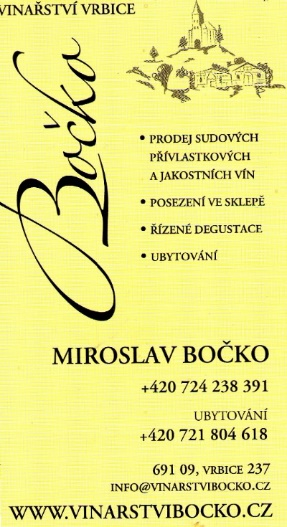 VINAŘSTVÍ VRBICE
Bočko
• PRODEJ SUDOVÝCH
PŘÍVLASTKOVÝCH
A JAKOSTNÍCH VÍN
• POSEZENÍ VE SKLEPĚ
• ŘÍZENÉ DEGUSTACE
• UBYTOVÁNÍ
MIROSLAV BOČKO
+420 724 238 391
UBYTOVÁNÍ
+420 721 804 618
691 09, VRBICE 237
INFO@VINARSTVIBOCKO.CZ
WWW.VINARSTVIBOCKO.CZ